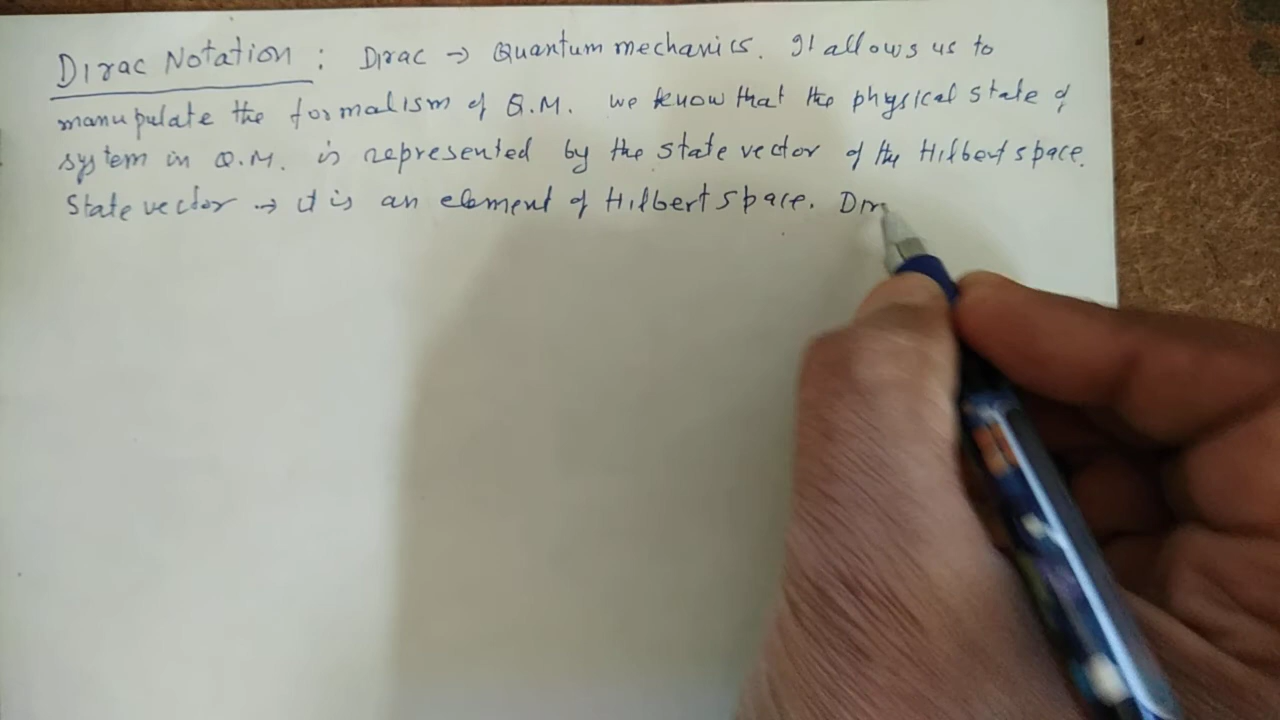 Dirac Notation : Dirac → Quantum mechanics. It allows us to
manupulate the formalism of Q.M. we know that the physical state of
system in Q.M. is represented by the state vector of the Hilbert space.
State vector → it is an element of Hilbert space. Dir